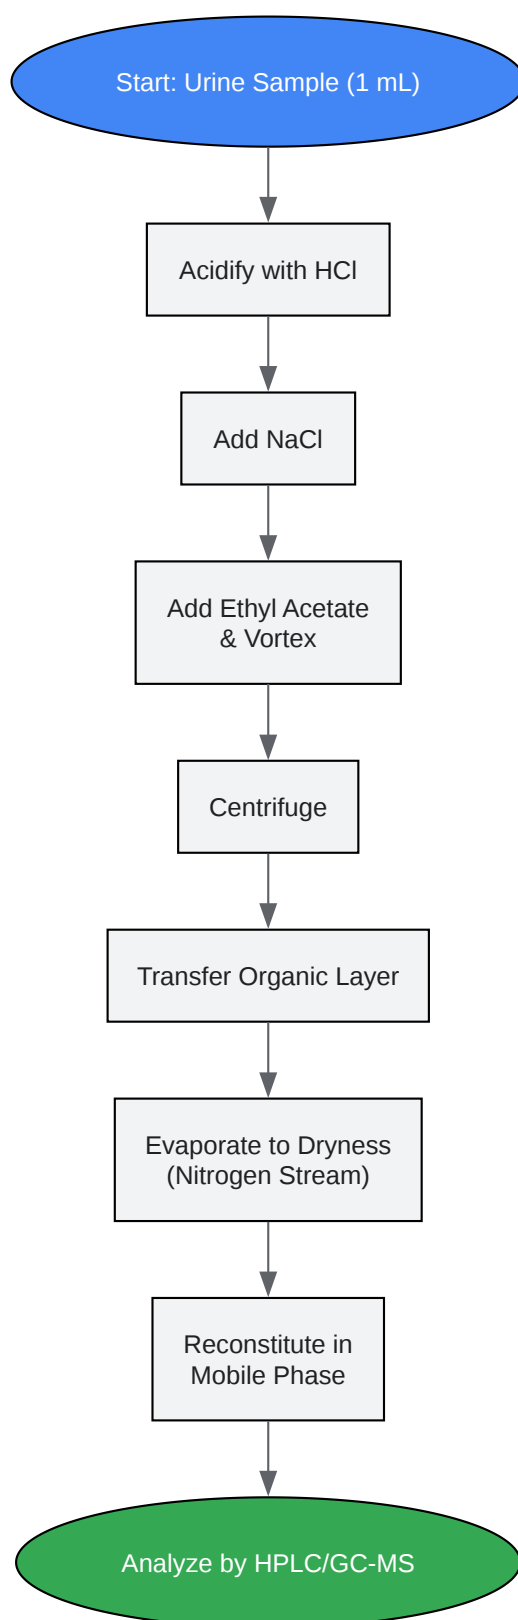 Start: Urine Sample (1 mL)
Acidify with HCl
Add NaCl
Add Ethyl Acetate
& Vortex
Centrifuge
Transfer Organic Layer
Evaporate to Dryness
(Nitrogen Stream)
Reconstitute in
Mobile Phase
Analyze by HPLC/GC-MS